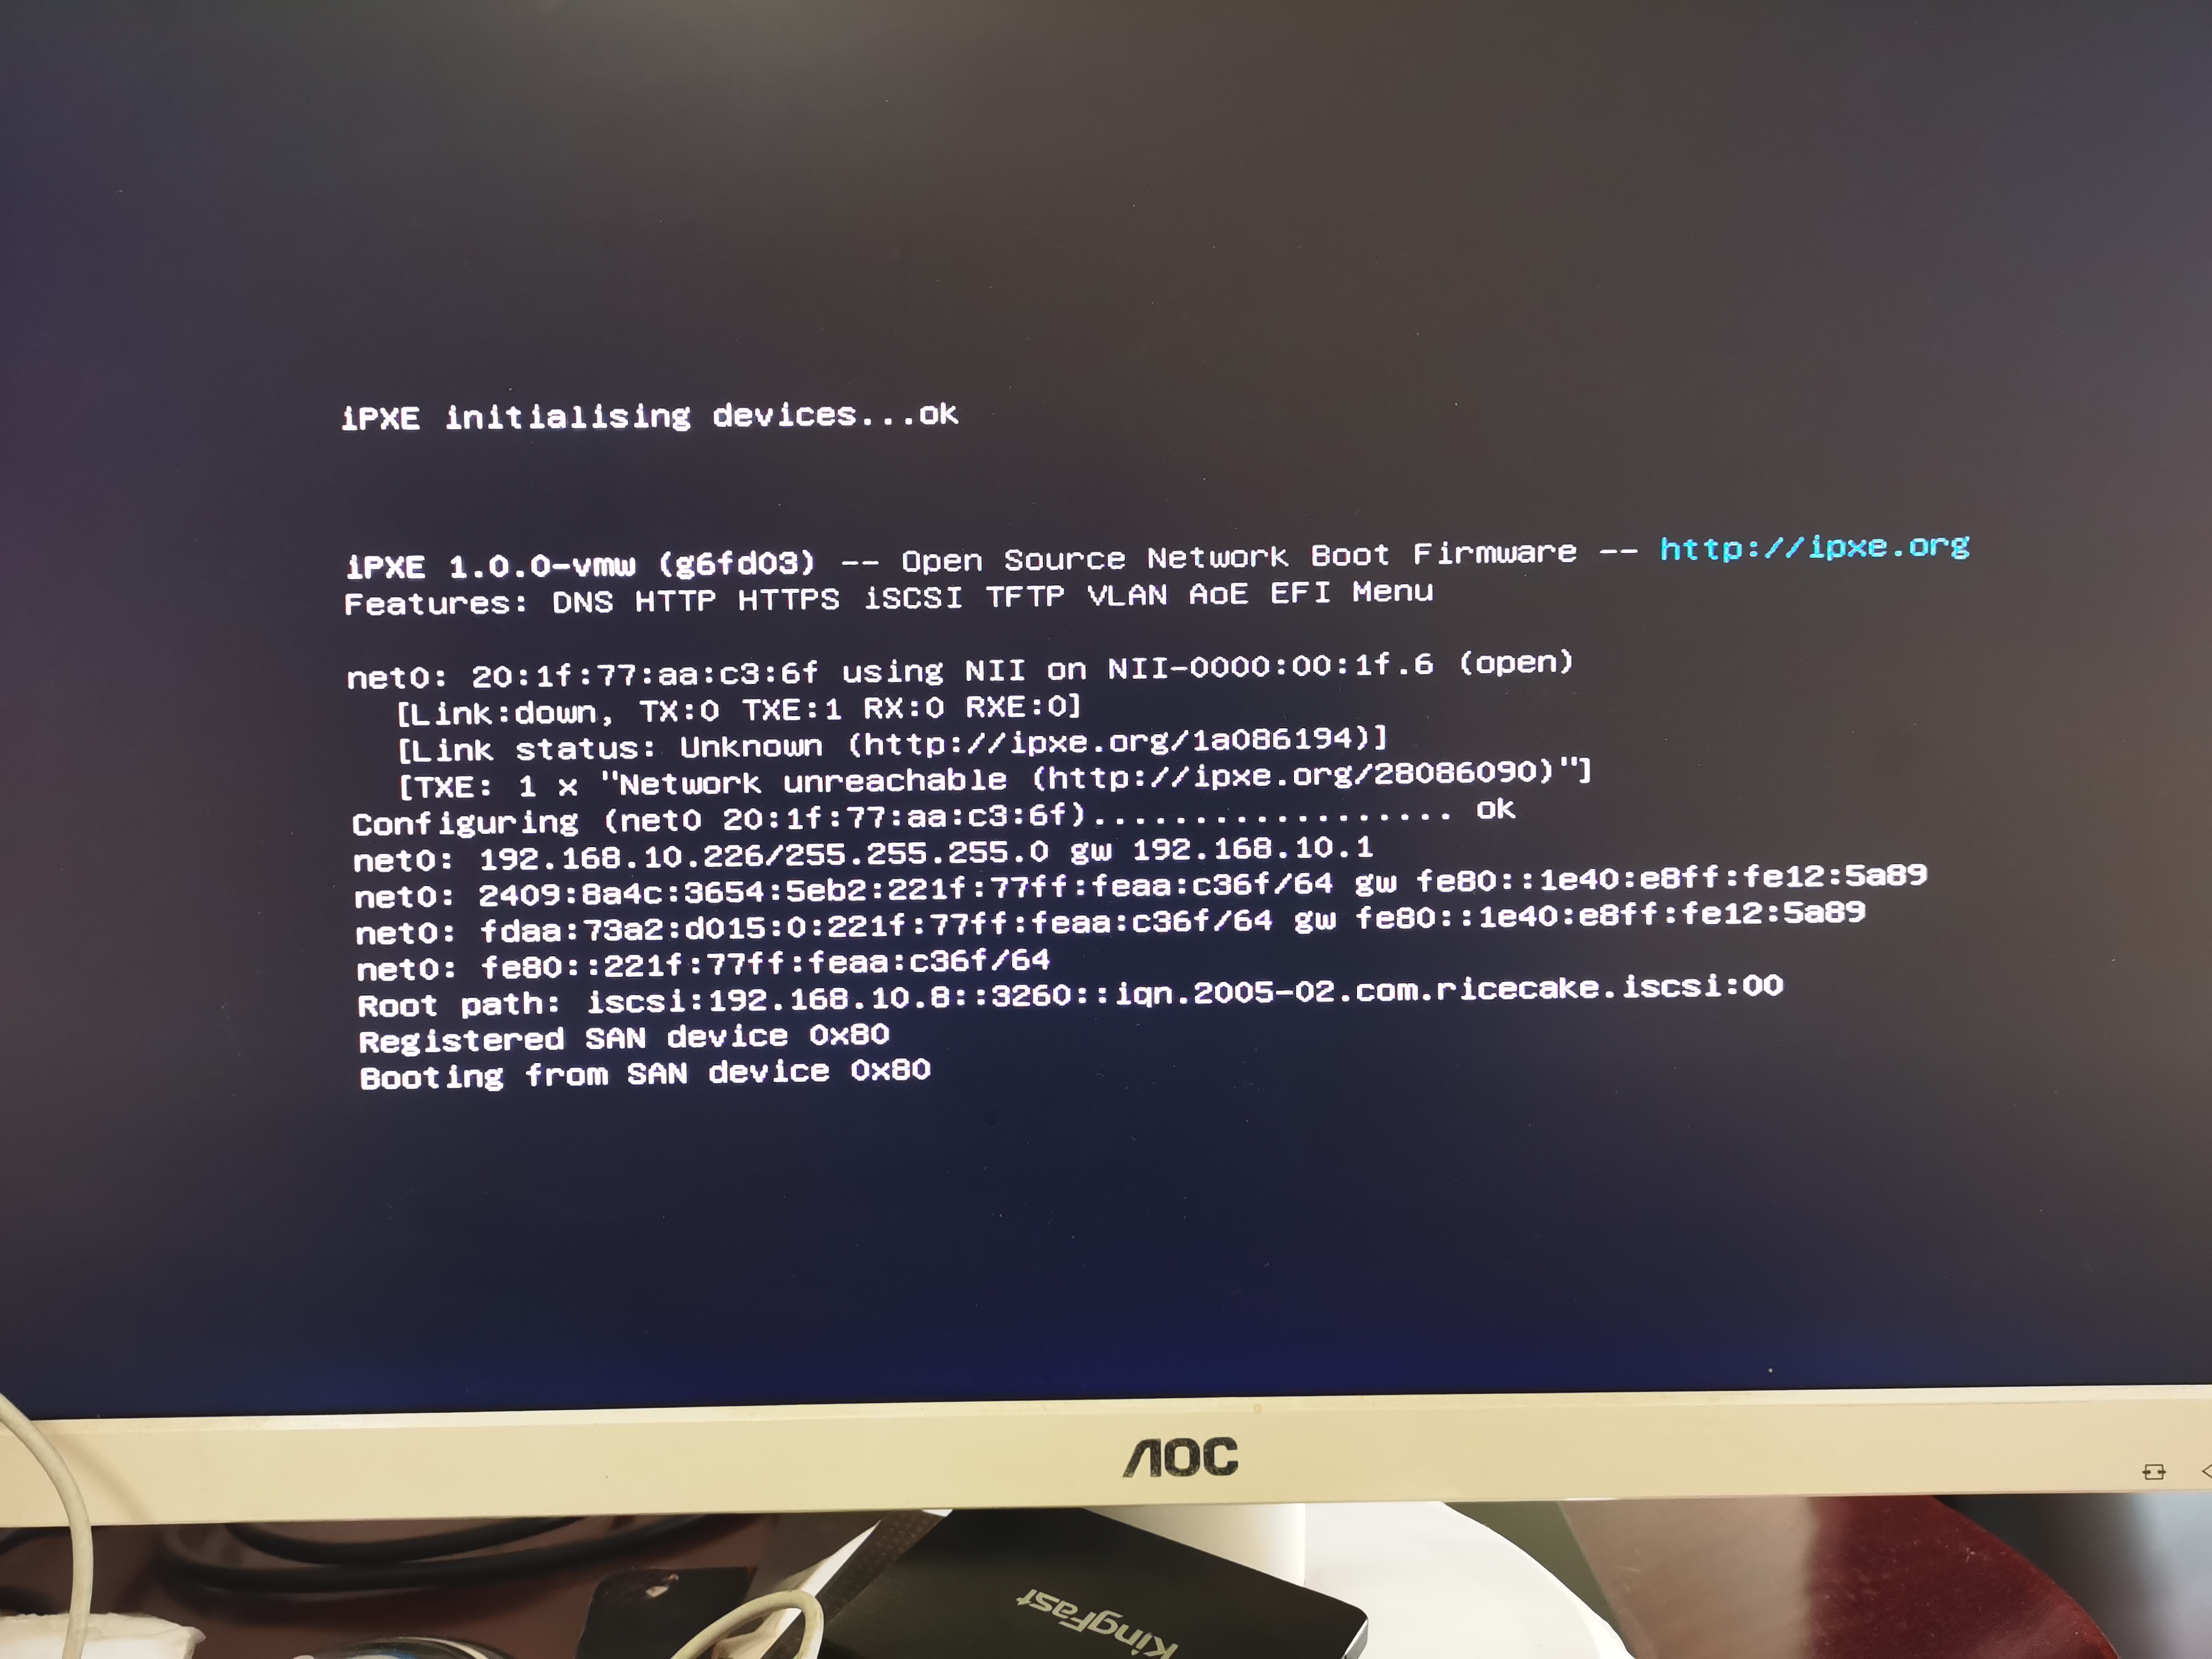 iPXE initialising devices...ok
iPXE 1.0.0-vmw (g6fd03) -- Open Source Network Boot Firmware -- http://ipxe.org
Features: DNS HTTP HTTPS iSCSI TFTP VLAN AoE EFI Menu
net0: 20:1f:77:aa:c3:6f using NII on NII-0000:00:1f.6 (open)
[Link:down, TX:0 TXE:1 RX:0 RXE:0]
[Link status: Unknown (http://ipxe.org/1a086194)]
[TXE: 1 x "Network unreachable (http://ipxe.org/28086090)"]
Configuring (net0 20:1f:77:aa:c3:6f).................. ok
net0: 192.168.10.226/255.255.255.0 gw 192.168.10.1
net0: 2409:8a4c:3654:5eb2:221f:77ff:feaa:c36f/64 gw fe80::1e40:e8ff:fe12:5a89
net0: fdaa:73a2:d015:0:221f:77ff:feaa:c36f/64 gw fe80::1e40:e8ff:fe12:5a89
net0: fe80::221f:77ff:feaa:c36f/64
Root path: iscsi:192.168.10.8::3260::iqn.2005-02.com.ricecake.iscsi:00
Registered SAN device 0x80
Booting from SAN device 0x80
AOC
KingFast